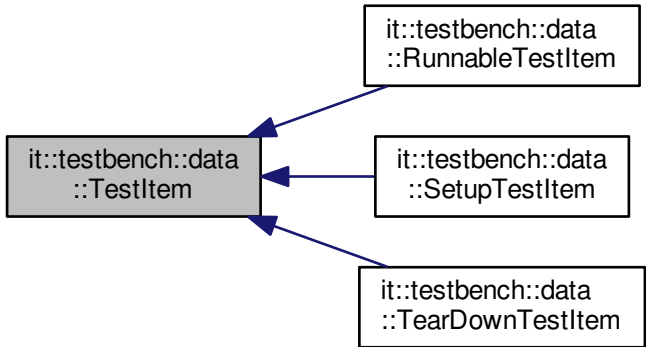 it::testbench::data
::RunnableTestItem
it::testbench::data
::TestItem
it::testbench::data
::SetupTestItem
it::testbench::data
::TearDownTestItem